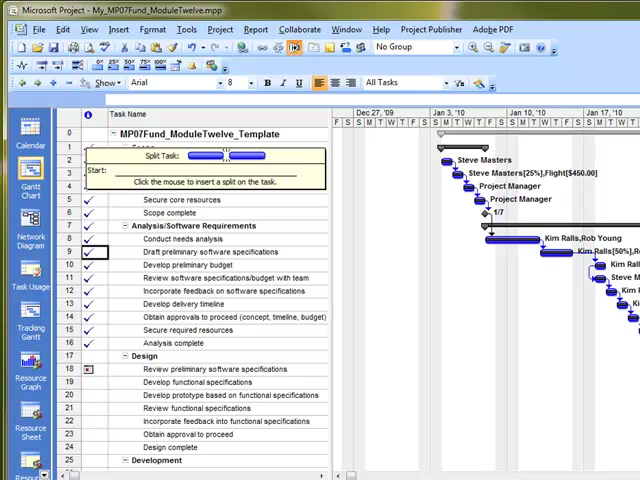 Microsoft Project - My_MP07Fund_ModuleTwelve.mpp
File Edit View Insert Format Tools Project Report Collaborate Window Help Project Publisher Adobe PDF
No Group
Show Arial 8 B I U All Tasks
Task Name
Dec 27, '09 Jan 3, '10 Jan 10, '10 Jan 17, '10
F S S M T W T F S S M T W T F S S M T W T F S S M T W T
Calendar
Gantt Chart
Network Diagram
Task Usage
Tracking Gantt
Resource Graph
Resource Sheet
0 MP07Fund_ModuleTwelve_Template
1
Split Task:
Start:
Click the mouse to insert a split on the task.
2 Steve Masters
3 Steve Masters[25%],Flight[$450.00]
4 Project Manager
5 Secure core resources Project Manager
6 Scope complete 1/7
7 Analysis/Software Requirements
8 Conduct needs analysis Kim Ralls,Rob Young
9 Draft preliminary software specifications Kim Ralls[50%],
10 Develop preliminary budget
11 Review software specifications/budget with team
12 Incorporate feedback on software specifications
13 Develop delivery timeline
14 Obtain approvals to proceed (concept, timeline, budget)
15 Secure required resources
16 Analysis complete
17 Design
18 Review preliminary software specifications
19 Develop functional specifications
20 Develop prototype based on functional specifications
21 Review functional specifications
22 Incorporate feedback into functional specifications
23 Obtain approval to proceed
24 Design complete
25 Development